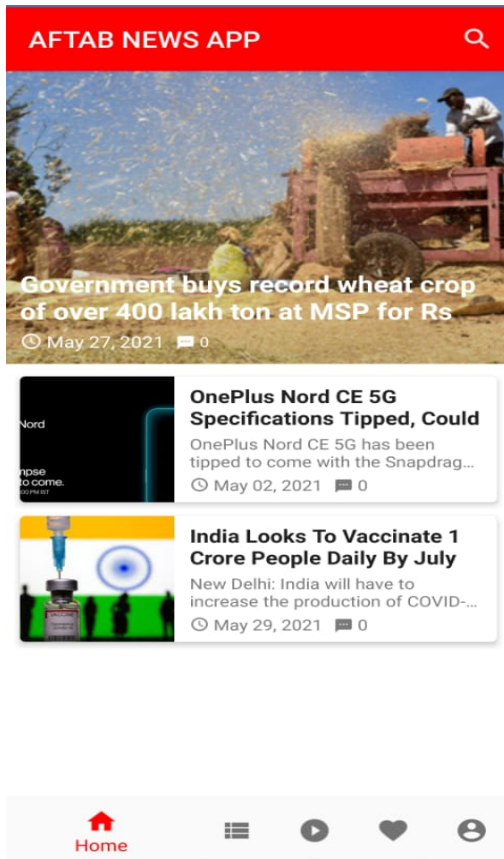 AFTAB NEWS APP
Government buys record wheat crop
of over 400 lakh ton at MSP for Rs
May 27, 2021 0
Nord
npse
to come.
OnePlus Nord CE 5G
Specifications Tipped, Could
OnePlus Nord CE 5G has been
tipped to come with the Snapdrag...
May 02, 2021 0
India Looks To Vaccinate 1
Crore People Daily By July
New Delhi: India will have to
increase the production of COVID-...
May 29, 2021 0
Home